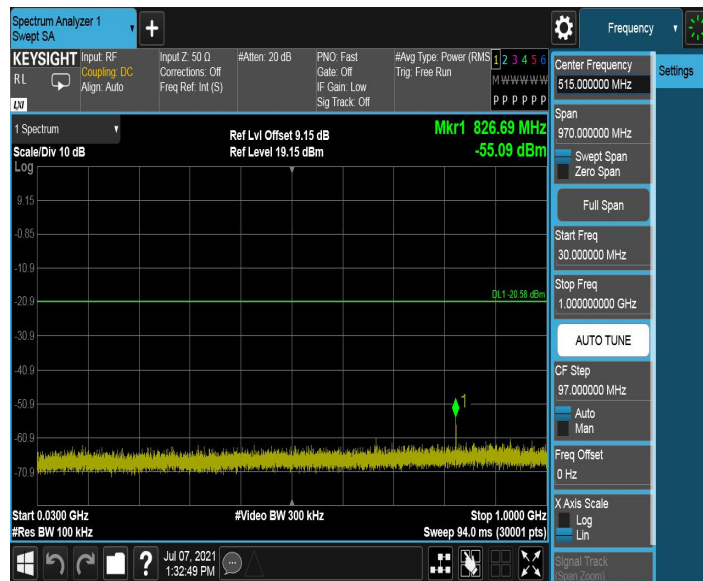 Spectrum Analyzer 1
Swept SA
+
Frequency
KEYSIGHT
RL
LXI
Input: RF
Coupling: DC
Align: Auto
Input Z: 50 Ω
Corrections: Off
Freq Ref: Int (S)
#Atten: 20 dB
PNO: Fast
Gate: Off
IF Gain: Low
Sig Track: Off
#Avg Type: Power (RMS
Trig: Free Run
1 2 3 4 5 6
M W W W W W
P P P P P P
Center Frequency
515.000000 MHz
Settings
Span
970.000000 MHz
Swept Span
Zero Span
Full Span
Start Freq
30.000000 MHz
Stop Freq
1.000000000 GHz
AUTO TUNE
CF Step
97.000000 MHz
Auto
Man
Freq Offset
0 Hz
X Axis Scale
Log
Lin
Signal Track
(Span Zoom)
1 Spectrum
Scale/Div 10 dB
Log
Ref Lvl Offset 9.15 dB
Ref Level 19.15 dBm
Mkr1 826.69 MHz
-55.09 dBm
9.15
-0.85
-10.9
-20.9
DL1 -20.58 dBm
-30.9
-40.9
-50.9
1
-60.9
-70.9
Start 0.0300 GHz
#Res BW 100 kHz
#Video BW 300 kHz
Stop 1.0000 GHz
Sweep 94.0 ms (30001 pts)
?
Jul 07, 2021
1:32:49 PM